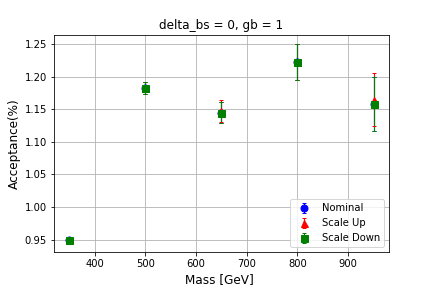 delta_bs = 0, gb = 1
Acceptance(%)
1.25
1.20
1.15
1.10
1.05
1.00
0.95
Nominal
Scale Up
Scale Down
400 500 600 700 800 900
Mass [GeV]